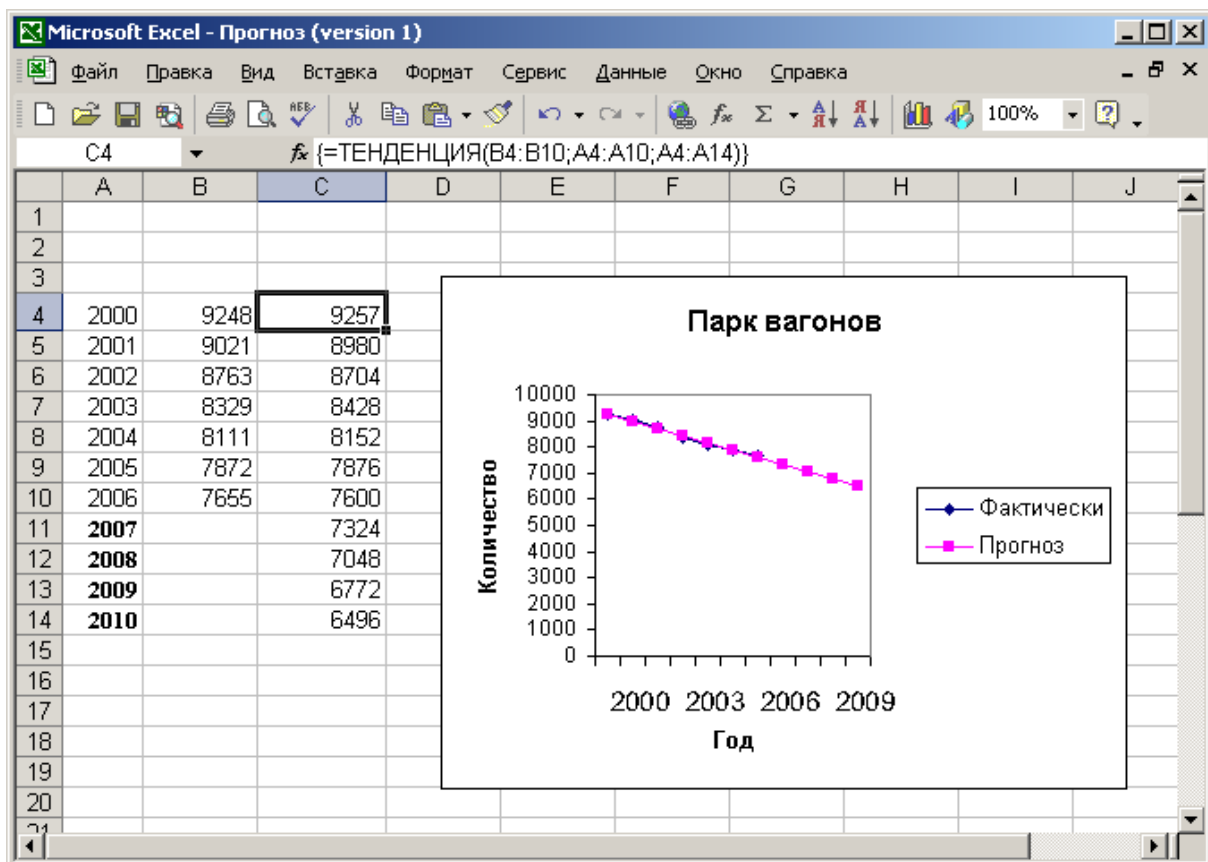 Microsoft Excel - Прогноз (version 1)
Файл Правка Вид Вставка Формат Сервис Данные Окно Справка
100%
C4 fx {=ТЕНДЕНЦИЯ(B4:B10;A4:A10;A4:A14)}
A B C D E F G H I J
1
2
3
4 2000 9248 9257
5 2001 9021 8980
6 2002 8763 8704
7 2003 8329 8428
8 2004 8111 8152
9 2005 7872 7876
10 2006 7655 7600
11 2007 7324
12 2008 7048
13 2009 6772
14 2010 6496
15
16
17
18
19
20
21
Парк вагонов
Количество
10000
9000
8000
7000
6000
5000
4000
3000
2000
1000
0
2000 2003 2006 2009
Год
Фактически
Прогноз